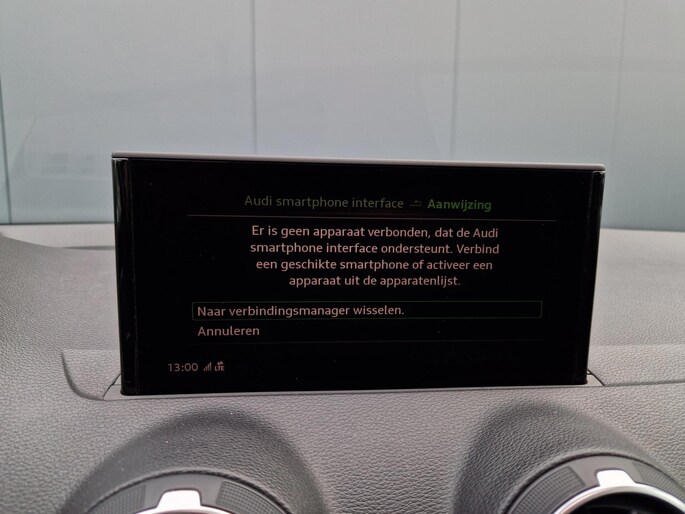 Audi smartphone interface Aanwijzing
Er is geen apparaat verbonden, dat de Audi
smartphone interface ondersteunt. Verbind
een geschikte smartphone of activeer een
apparaat uit de apparatenlijst.
Naar verbindingsmanager wisselen.
Annuleren
13:00 LTE